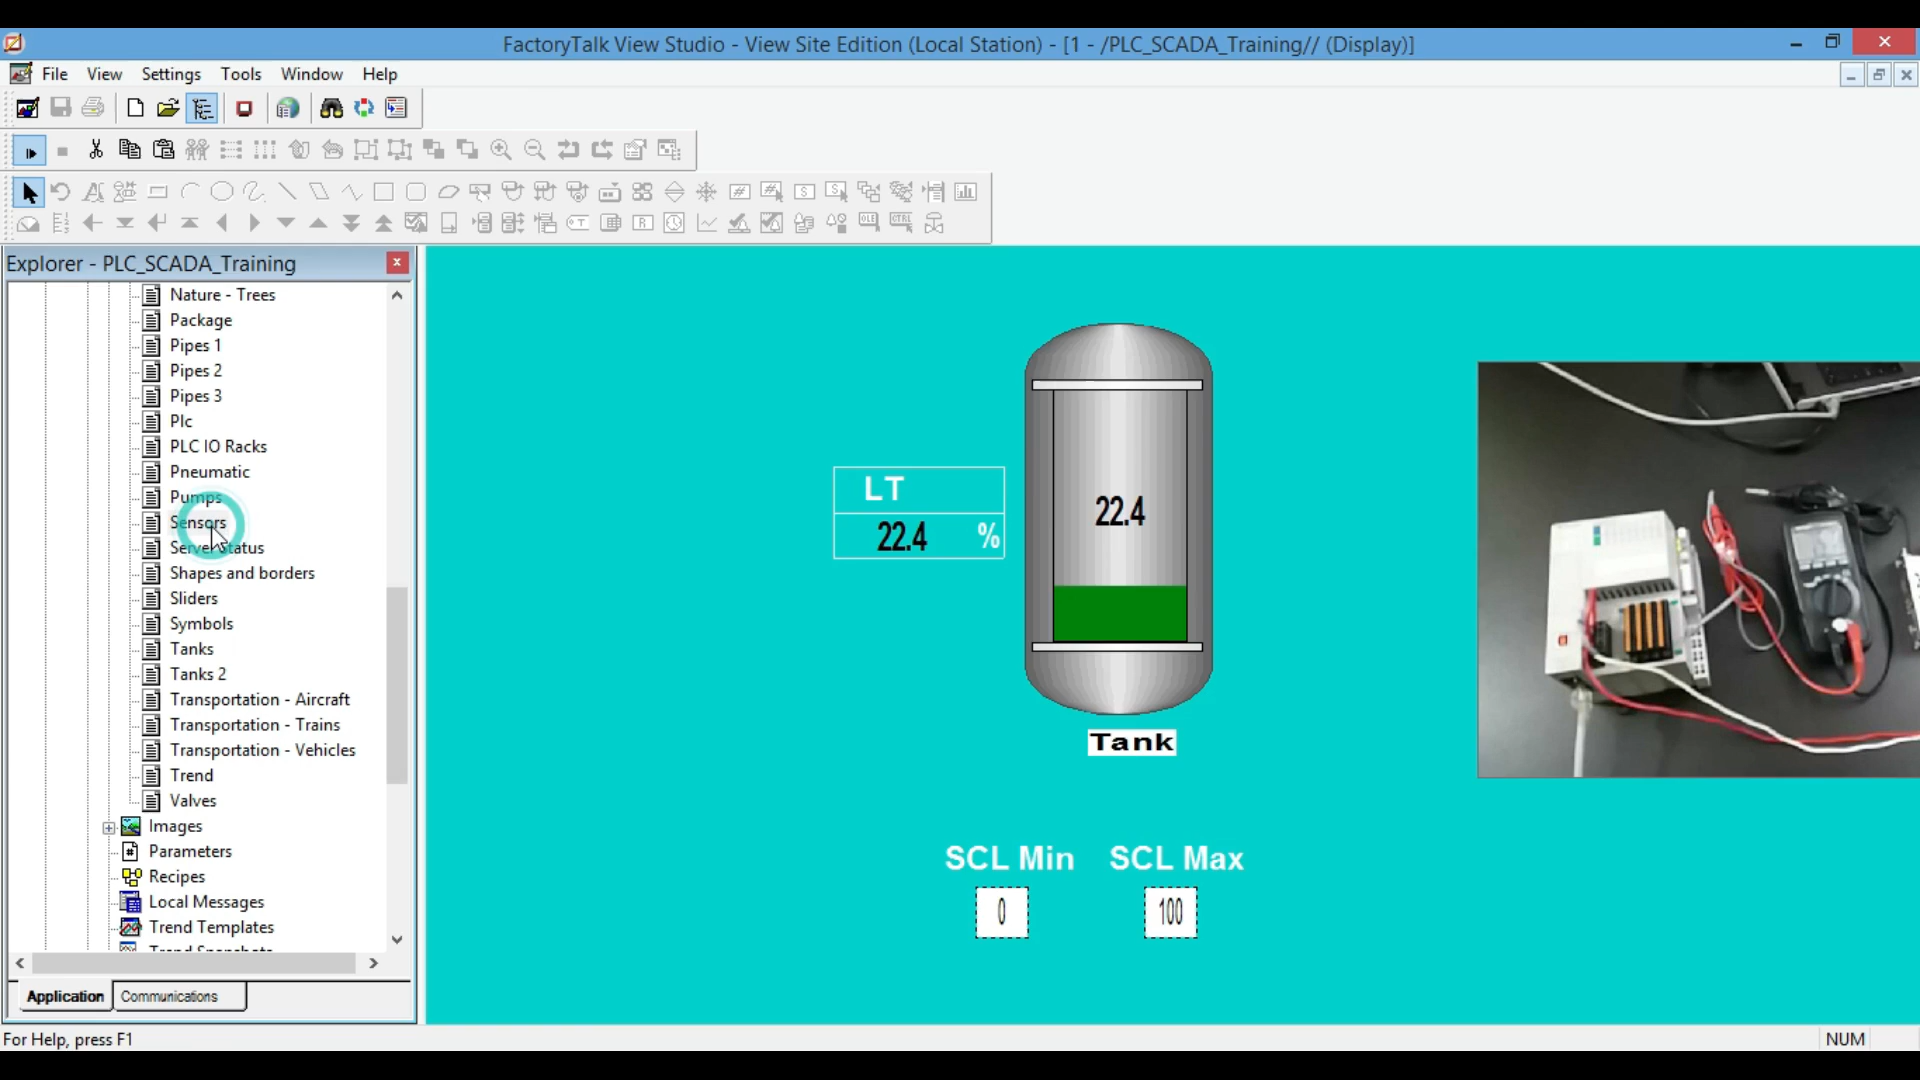 FactoryTalk View Studio - View Site Edition (Local Station) - [1 - /PLC_SCADA_Training// (Display)]
File View Settings Tools Window Help
Explorer - PLC_SCADA_Training
Nature - Trees
Package
Pipes 1
Pipes 2
Pipes 3
Plc
PLC IO Racks
Pneumatic
Pumps
Sensors
Server Status
Shapes and borders
Sliders
Symbols
Tanks
Tanks 2
Transportation - Aircraft
Transportation - Trains
Transportation - Vehicles
Trend
Valves
Images
Parameters
Recipes
Local Messages
Trend Templates
Trend Snapshots
Application Communications
LT
22.4 %
22.4
Tank
SCL Min SCL Max
0 100
For Help, press F1
NUM